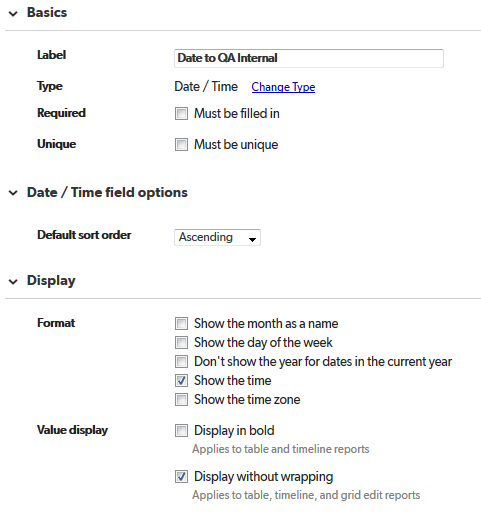 Basics
Label Date to QA Internal
Type Date / Time Change Type
Required Must be filled in
Unique Must be unique
Date / Time field options
Default sort order Ascending
Display
Format Show the month as a name
Show the day of the week
Don't show the year for dates in the current year
Show the time
Show the time zone
Value display Display in bold
Applies to table and timeline reports
Display without wrapping
Applies to table, timeline, and grid edit reports